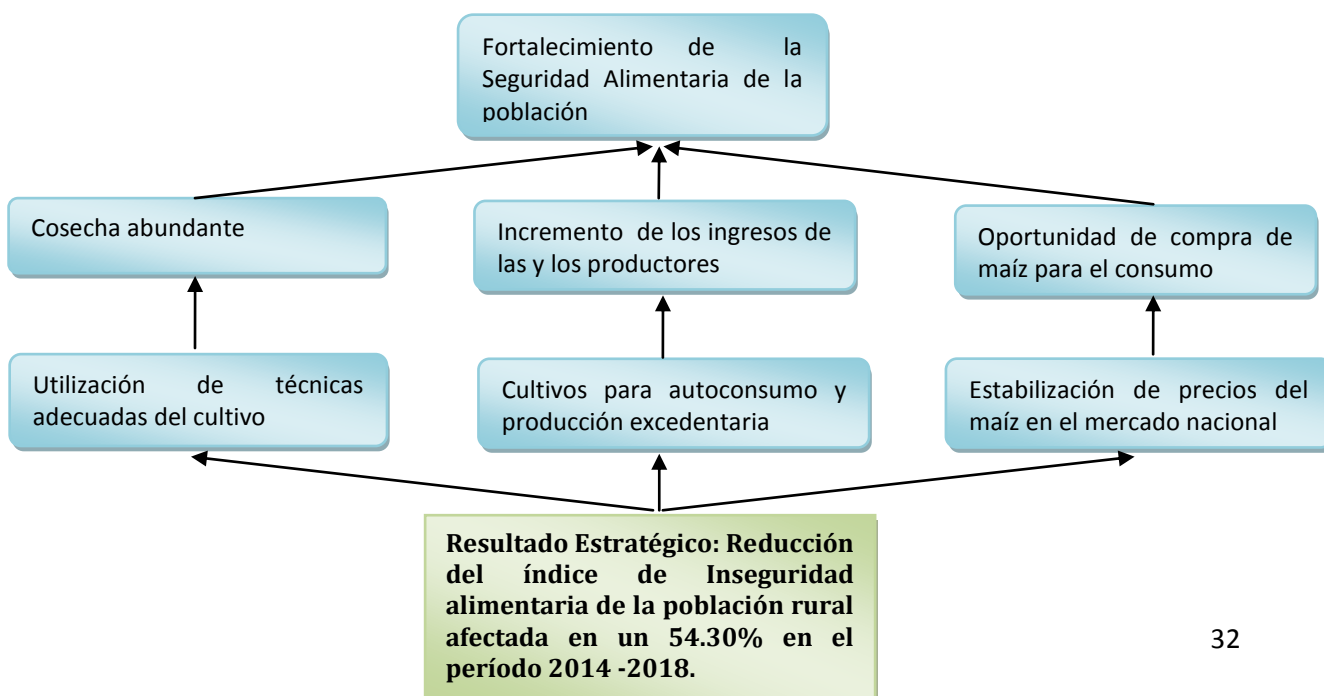 Fortalecimiento de la
Seguridad Alimentaria de la
población
Cosecha abundante
Incremento de los ingresos de
las y los productores
Oportunidad de compra de
maíz para el consumo
Utilización de técnicas
adecuadas del cultivo
Cultivos para autoconsumo y
producción excedentaria
Estabilización de precios del
maíz en el mercado nacional
Resultado Estratégico: Reducción
del índice de Inseguridad
alimentaria de la población rural
afectada en un 54.30% en el
período 2014 -2018.
32